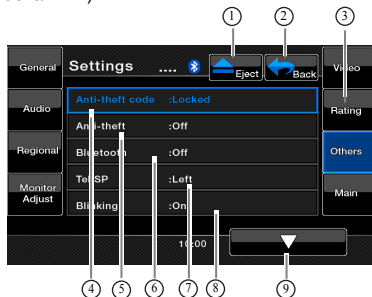 ① ② ③
General Settings .... Eject Back Video
Anti-theft code :Locked
Audio Anti-theft :Off Rating
Regional Bluetooth :Off Others
Monitor Adjust Tel-SP :Left Main
Blinking :On
10:00
④ ⑤ ⑥ ⑦ ⑧ ⑨